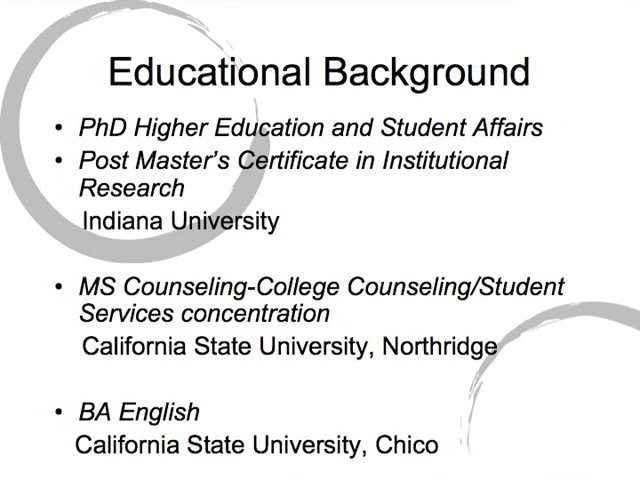 Educational Background
• PhD Higher Education and Student Affairs
• Post Master's Certificate in Institutional
Research
Indiana University
• MS Counseling-College Counseling/Student
Services concentration
California State University, Northridge
• BA English
California State University, Chico